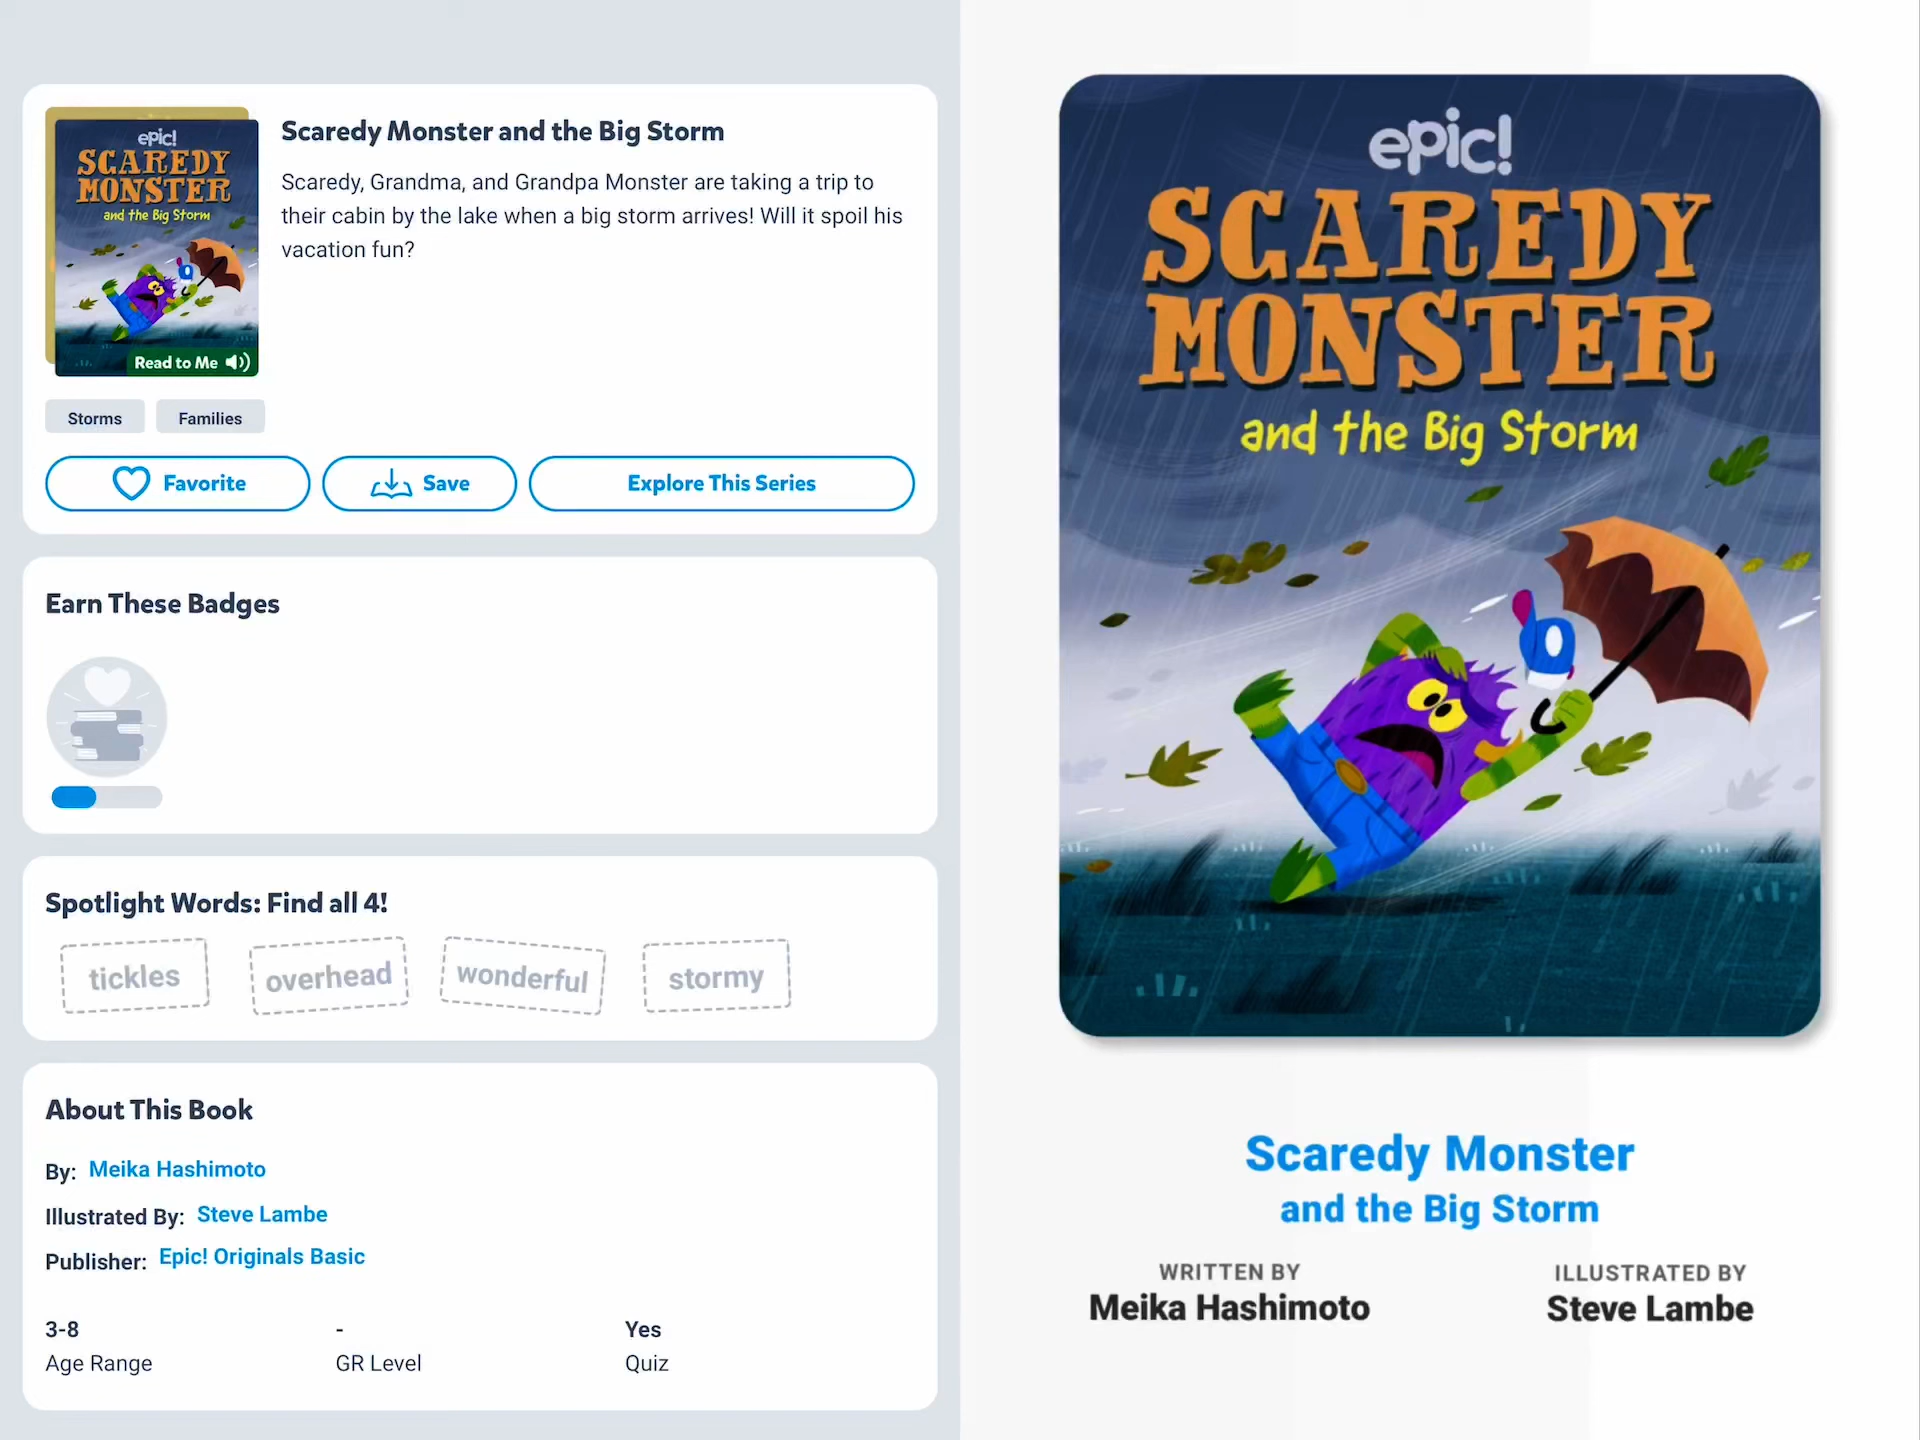 epic!
SCAREDY
MONSTER
and the Big Storm
Read to Me
Scaredy Monster and the Big Storm
Scaredy, Grandma, and Grandpa Monster are taking a trip to
their cabin by the lake when a big storm arrives! Will it spoil his
vacation fun?
Storms
Families
Favorite
Save
Explore This Series
Earn These Badges
Spotlight Words: Find all 4!
tickles
overhead
wonderful
stormy
About This Book
By: Meika Hashimoto
Illustrated By: Steve Lambe
Publisher: Epic! Originals Basic
3-8
Age Range
-
GR Level
Yes
Quiz
epic!
SCAREDY
MONSTER
and the Big Storm
Scaredy Monster
and the Big Storm
WRITTEN BY
Meika Hashimoto
ILLUSTRATED BY
Steve Lambe